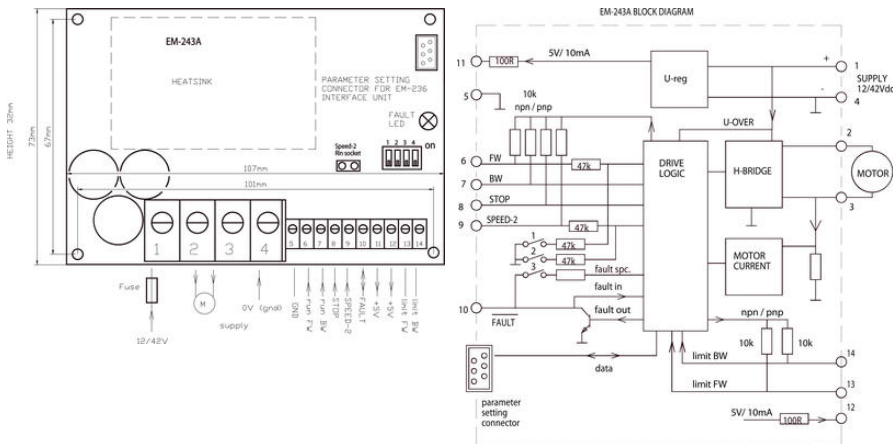 EM-243A
HEATSINK
PARAMETER SETTING
CONNECTOR FOR EM-236
INTERFACE UNIT
FAULT
LED
Speed-2
Rin socket
1 2 3 4
on
HEIGHT 32mm
73mm
67mm
107mm
101mm
1 2 3 4 5 6 7 8 9 10 11 12 13 14
Fuse
M
0V (gnd)
supply
12/42V
GND
run FW
run BW
STOP
SPEED-2
FAULT
+5V
+5V
limit FW
limit BW
EM-243A BLOCK DIAGRAM
11
100R
5V/ 10mA
U-reg
+
1
SUPPLY
12/42Vdc
-
4
5
10k
npn / pnp
U-OVER
2
6
FW
47k
DRIVE
LOGIC
H-BRIDGE
MOTOR
7
BW
3
8
STOP
9
SPEED-2
47k
1
47k
2
47k
3
fault spc.
MOTOR
CURRENT
fault in
10
FAULT
fault out
npn / pnp
10k
10k
limit BW
14
data
limit FW
13
parameter
setting
connector
5V/ 10mA
100R
12